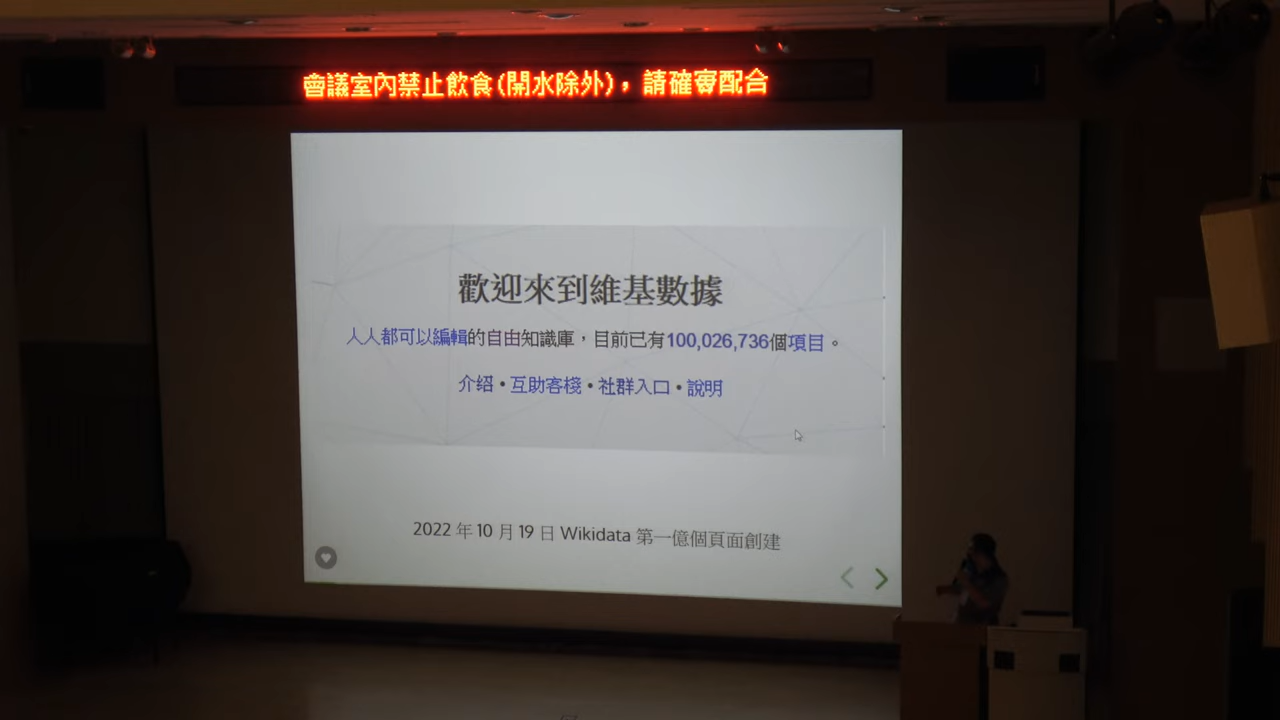 會議室內禁止飲食(開水除外)，請確實配合
歡迎來到維基數據
人人都可以編輯的自由知識庫，目前已有100,026,736個項目。
介绍•互助客棧•社群入口•說明
2022 年 10 月 19 日 Wikidata 第一億個頁面創建